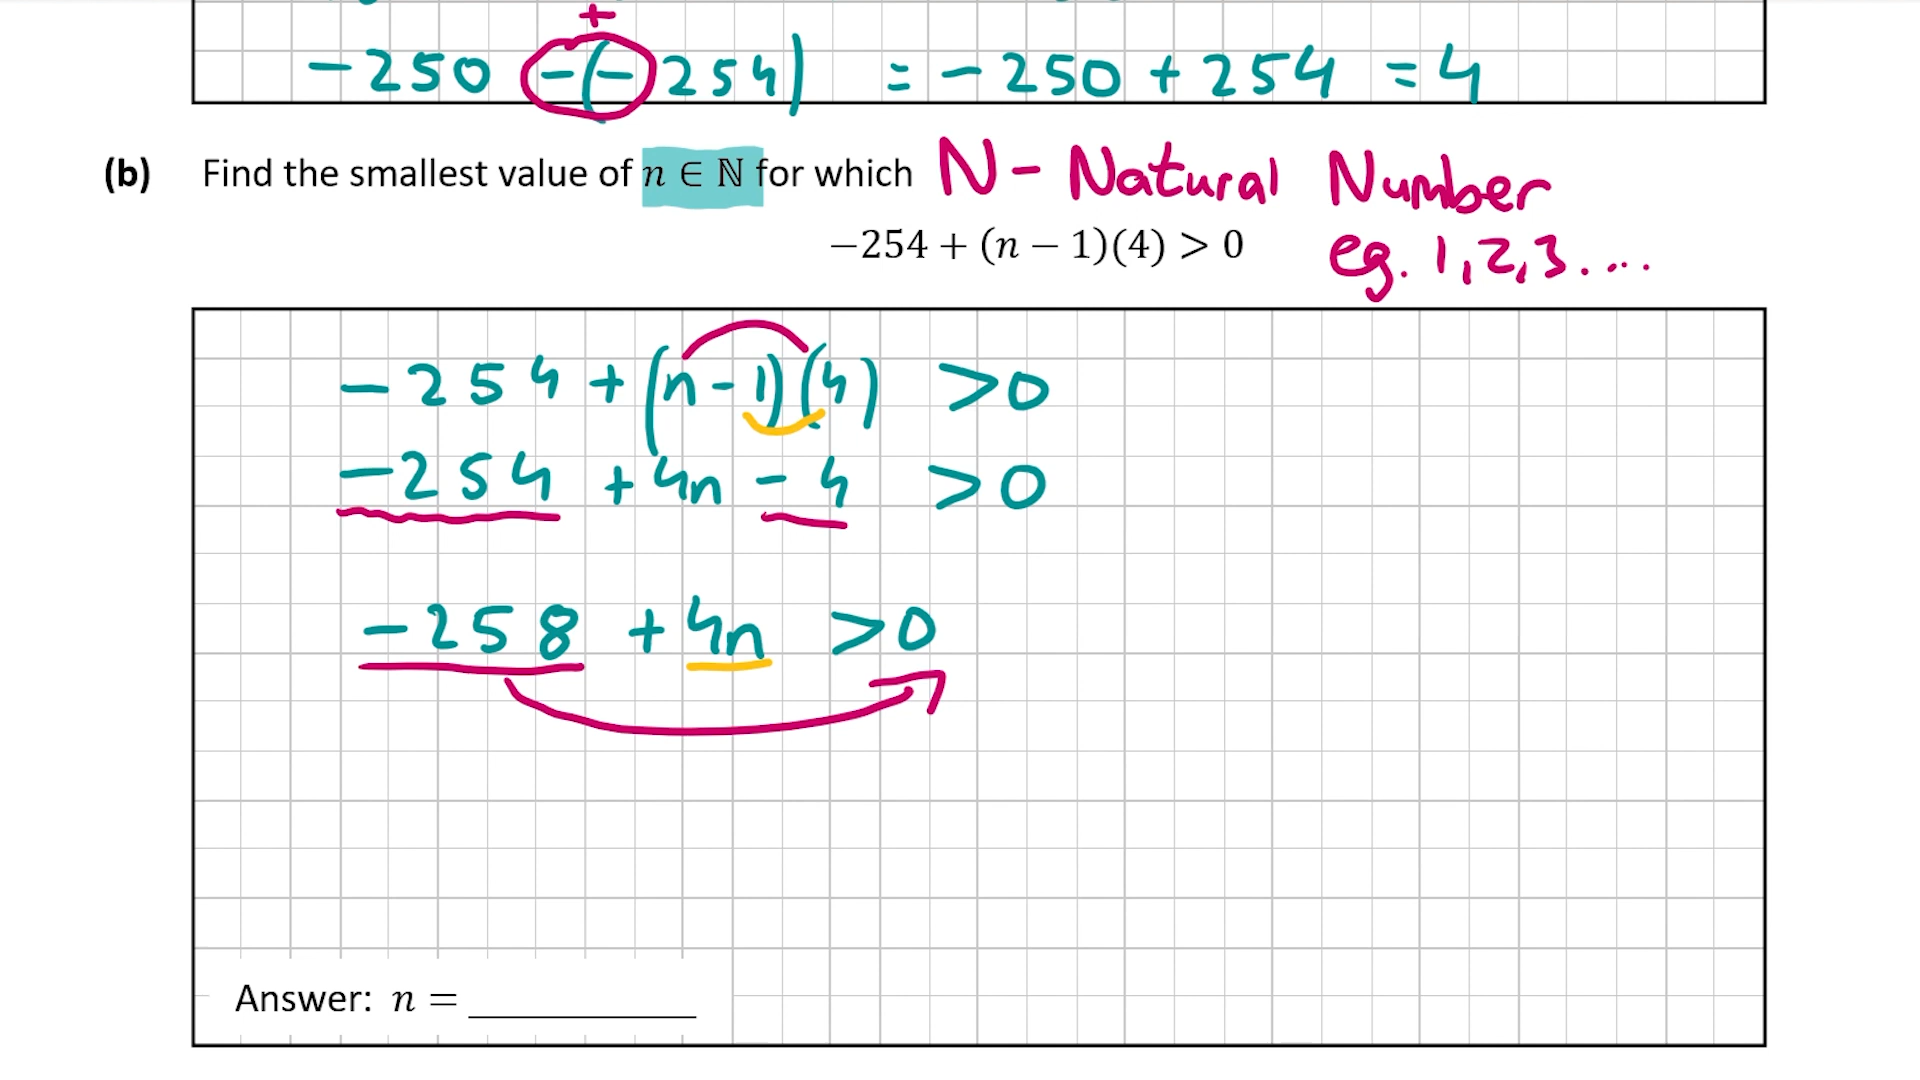 +
-250 -(-254) = -250 + 254 = 4
(b) Find the smallest value of n ∈ ℕ for which N - Natural Number
−254 + (n − 1)(4) > 0 eg. 1,2,3....
-254 + (n-1)(4) >0
-254 +4n - 4 >0
-258 +4n >0
Answer: n = ___________